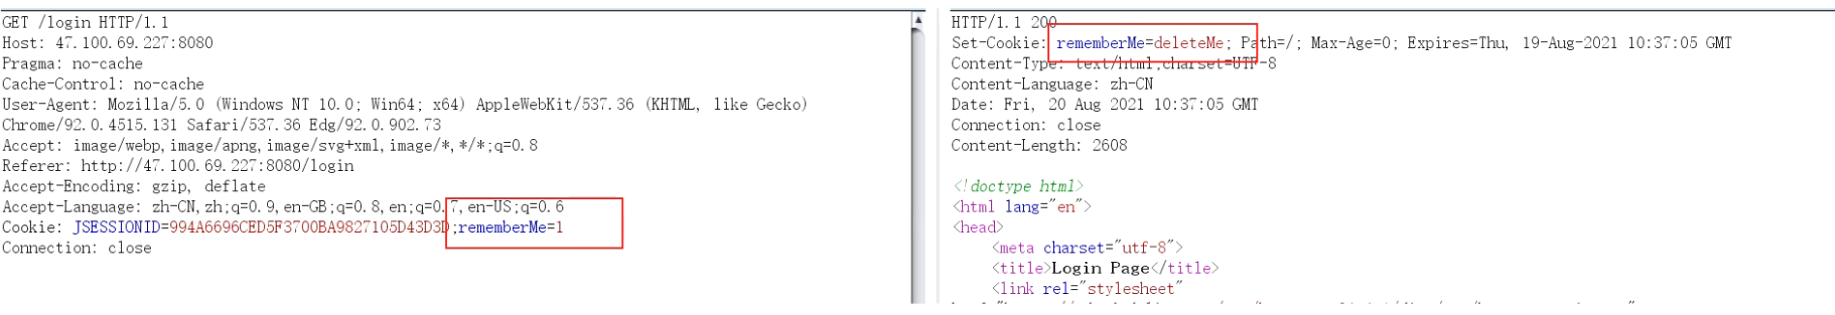 GET /login HTTP/1.1
Host: 47.100.69.227:8080
Pragma: no-cache
Cache-Control: no-cache
User-Agent: Mozilla/5.0 (Windows NT 10.0; Win64; x64) AppleWebKit/537.36 (KHTML, like Gecko)
Chrome/92.0.4515.131 Safari/537.36 Edg/92.0.902.73
Accept: image/webp,image/apng,image/svg+xml,image/*,*/*;q=0.8
Referer: http://47.100.69.227:8080/login
Accept-Encoding: gzip, deflate
Accept-Language: zh-CN,zh;q=0.9,en-GB;q=0.8,en;q=0.7,en-US;q=0.6
Cookie: JSESSIONID=994A6696CED5F3700BA9827105D43D3D;rememberMe=1
Connection: close
HTTP/1.1 200
Set-Cookie: rememberMe=deleteMe; Path=/; Max-Age=0; Expires=Thu, 19-Aug-2021 10:37:05 GMT
Content-Type: text/html;charset=UTF-8
Content-Language: zh-CN
Date: Fri, 20 Aug 2021 10:37:05 GMT
Connection: close
Content-Length: 2608
<!doctype html>
<html lang="en">
<head>
<meta charset="utf-8">
<title>Login Page</title>
<link rel="stylesheet"